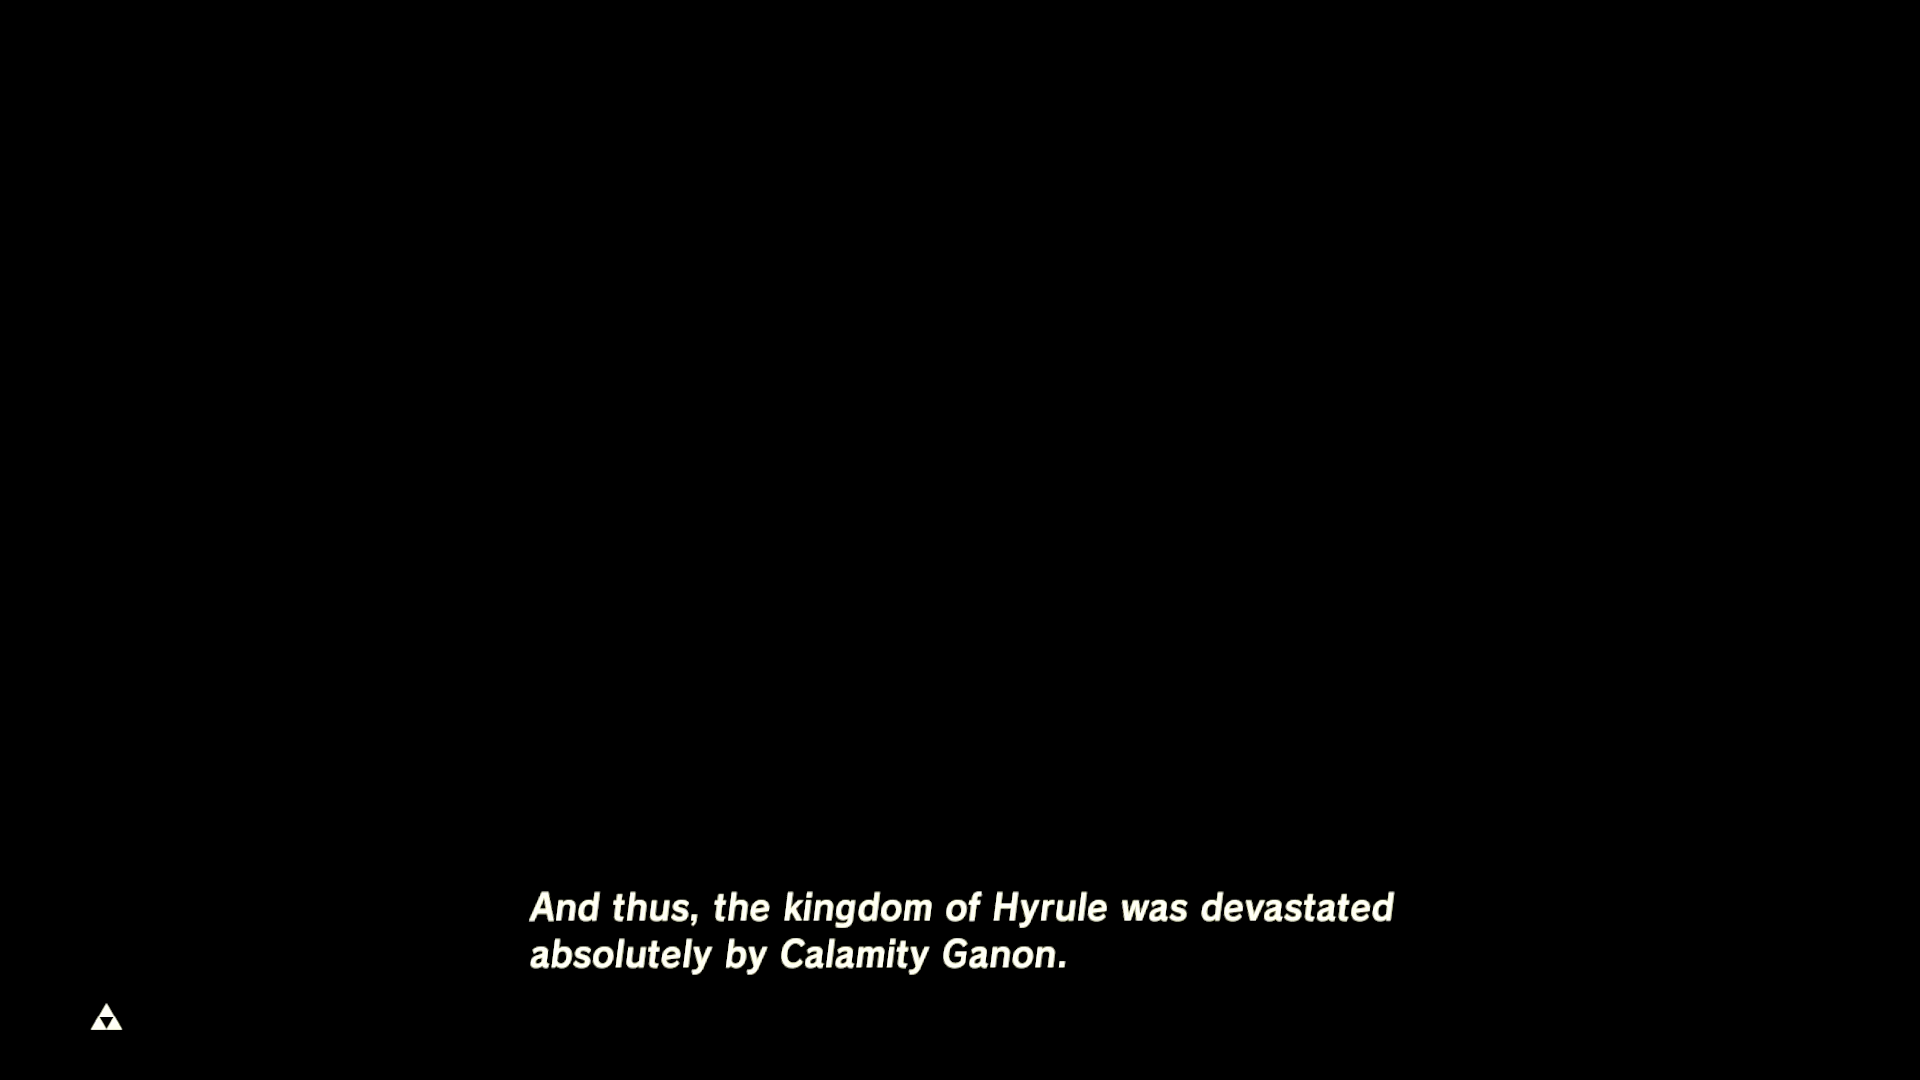 And thus, the kingdom of Hyrule was devastated
absolutely by Calamity Ganon.